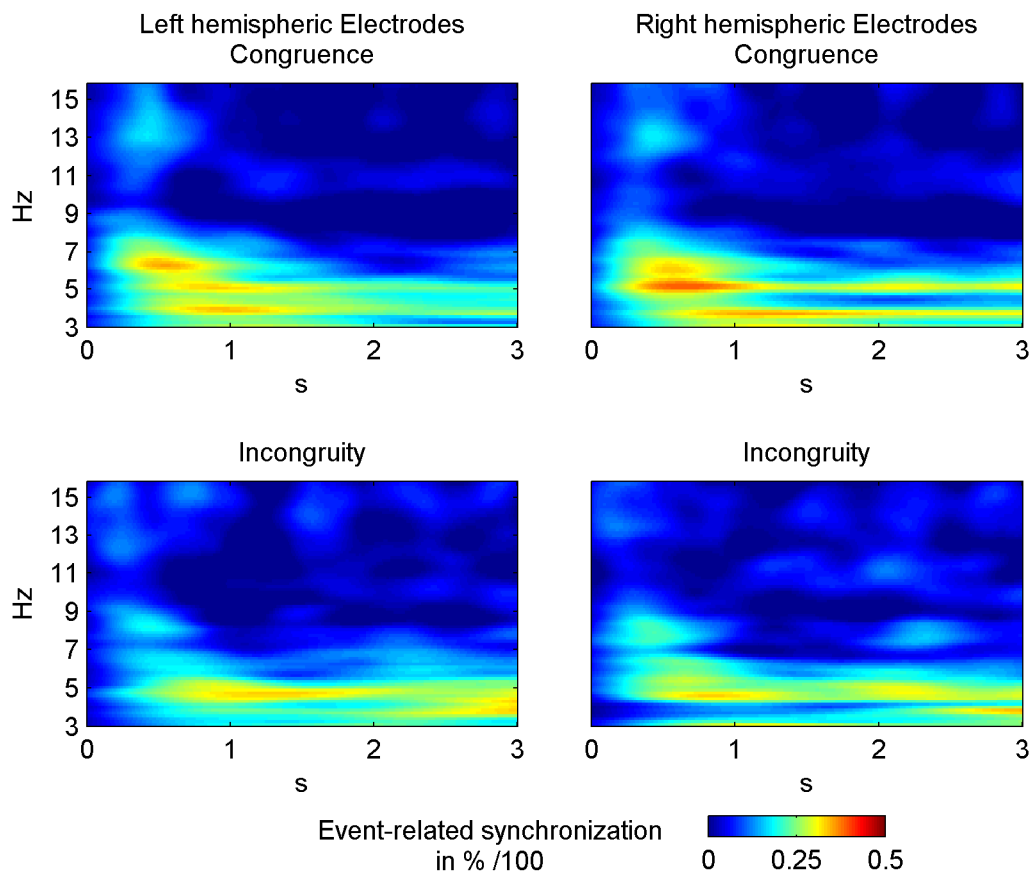 Left hemispheric Electrodes
Congruence
Right hemispheric Electrodes
Congruence
Hz
15
13
11
9
7
5
3
0 1 2 3
s
0 1 2 3
s
Incongruity
Incongruity
Hz
15
13
11
9
7
5
3
0 1 2 3
s
0 1 2 3
s
Event-related synchronization
in % /100
0 0.25 0.5